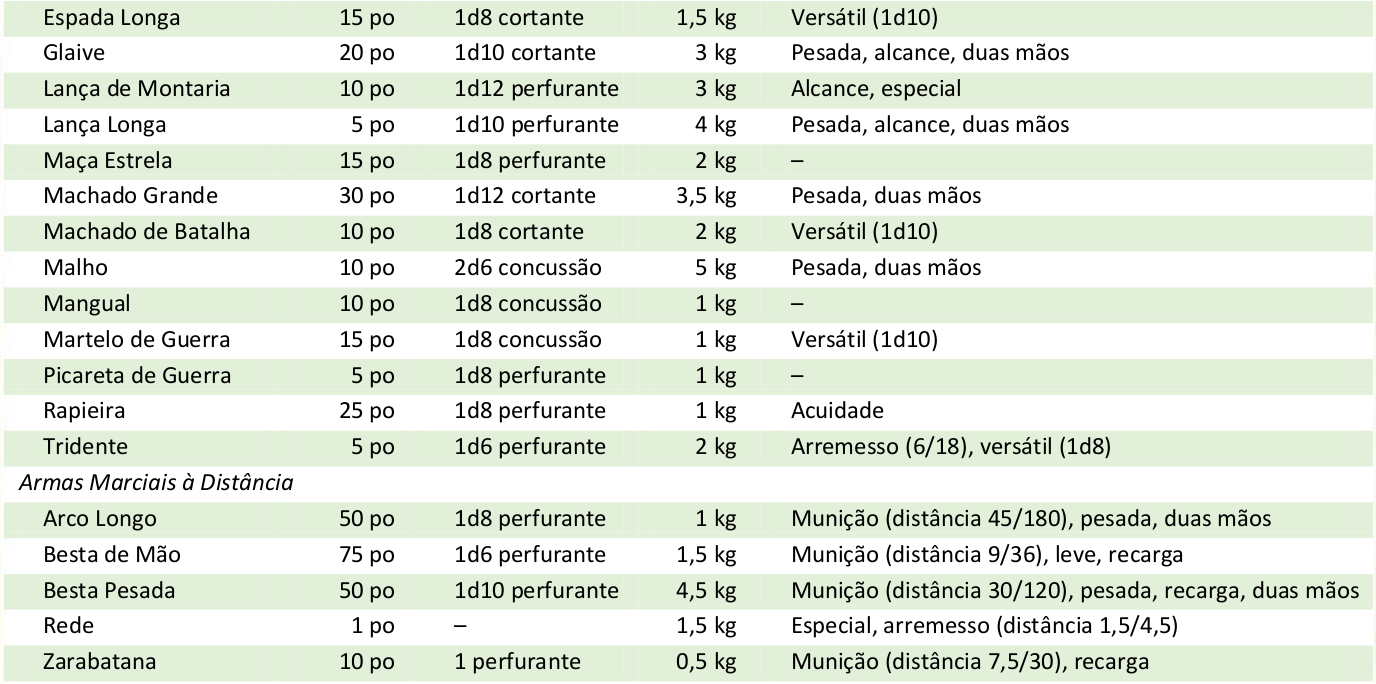 Espada Longa 15 po 1d8 cortante 1,5 kg Versátil (1d10)
Glaive 20 po 1d10 cortante 3 kg Pesada, alcance, duas mãos
Lança de Montaria 10 po 1d12 perfurante 3 kg Alcance, especial
Lança Longa 5 po 1d10 perfurante 4 kg Pesada, alcance, duas mãos
Maça Estrela 15 po 1d8 perfurante 2 kg –
Machado Grande 30 po 1d12 cortante 3,5 kg Pesada, duas mãos
Machado de Batalha 10 po 1d8 cortante 2 kg Versátil (1d10)
Malho 10 po 2d6 concussão 5 kg Pesada, duas mãos
Mangual 10 po 1d8 concussão 1 kg –
Martelo de Guerra 15 po 1d8 concussão 1 kg Versátil (1d10)
Picareta de Guerra 5 po 1d8 perfurante 1 kg –
Rapieira 25 po 1d8 perfurante 1 kg Acuidade
Tridente 5 po 1d6 perfurante 2 kg Arremesso (6/18), versátil (1d8)
Armas Marciais à Distância
Arco Longo 50 po 1d8 perfurante 1 kg Munição (distância 45/180), pesada, duas mãos
Besta de Mão 75 po 1d6 perfurante 1,5 kg Munição (distância 9/36), leve, recarga
Besta Pesada 50 po 1d10 perfurante 4,5 kg Munição (distância 30/120), pesada, recarga, duas mãos
Rede 1 po – 1,5 kg Especial, arremesso (distância 1,5/4,5)
Zarabatana 10 po 1 perfurante 0,5 kg Munição (distância 7,5/30), recarga